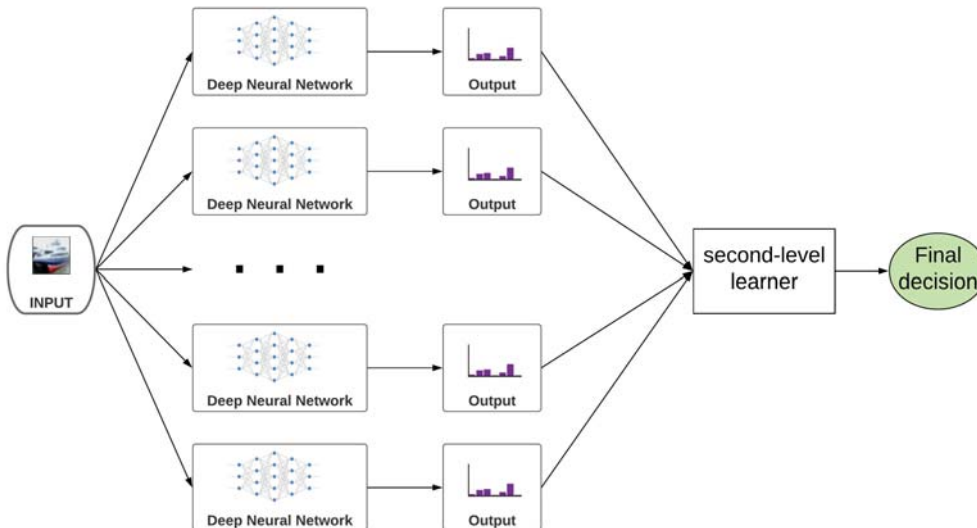 Deep Neural Network
Output
Deep Neural Network
Output
INPUT
second-level
learner
Final
decision
Deep Neural Network
Output
Deep Neural Network
Output